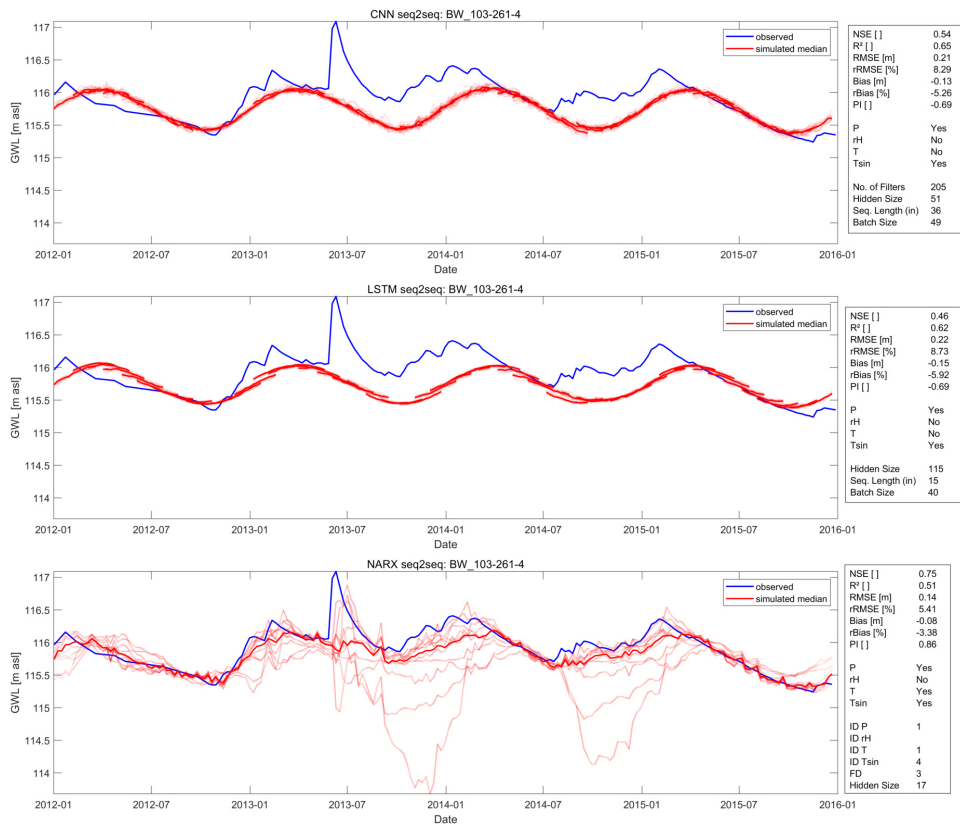 CNN seq2seq: BW_103-261-4
117
116.5
116
115.5
115
114.5
114
GWL [m asl]
observed
simulated median
2012-01
2012-07
2013-01
2013-07
2014-01
2014-07
2015-01
2015-07
2016-01
Date
NSE [ ] 0.54
R² [ ] 0.65
RMSE [m] 0.21
rRMSE [%] 8.29
Bias [m] -0.13
rBias [%] -5.26
PI [ ] -0.69
P Yes
rH No
T No
Tsin Yes
No. of Filters 205
Hidden Size 51
Seq. Length (in) 36
Batch Size 49
LSTM seq2seq: BW_103-261-4
117
116.5
116
115.5
115
114.5
114
GWL [m asl]
observed
simulated median
2012-01
2012-07
2013-01
2013-07
2014-01
2014-07
2015-01
2015-07
2016-01
Date
NSE [ ] 0.46
R² [ ] 0.62
RMSE [m] 0.22
rRMSE [%] 8.73
Bias [m] -0.15
rBias [%] -5.92
PI [ ] -0.69
P Yes
rH No
T No
Tsin Yes
Hidden Size 115
Seq. Length (in) 15
Batch Size 40
NARX seq2seq: BW_103-261-4
117
116.5
116
115.5
115
114.5
114
GWL [m asl]
observed
simulated median
2012-01
2012-07
2013-01
2013-07
2014-01
2014-07
2015-01
2015-07
2016-01
Date
NSE [ ] 0.75
R² [ ] 0.51
RMSE [m] 0.14
rRMSE [%] 5.41
Bias [m] -0.08
rBias [%] -3.38
PI [ ] 0.86
Yes
rH No
T Yes
Tsin Yes
ID P 1
ID rH
ID T 1
ID Tsin 4
FD 3
Hidden Size 17